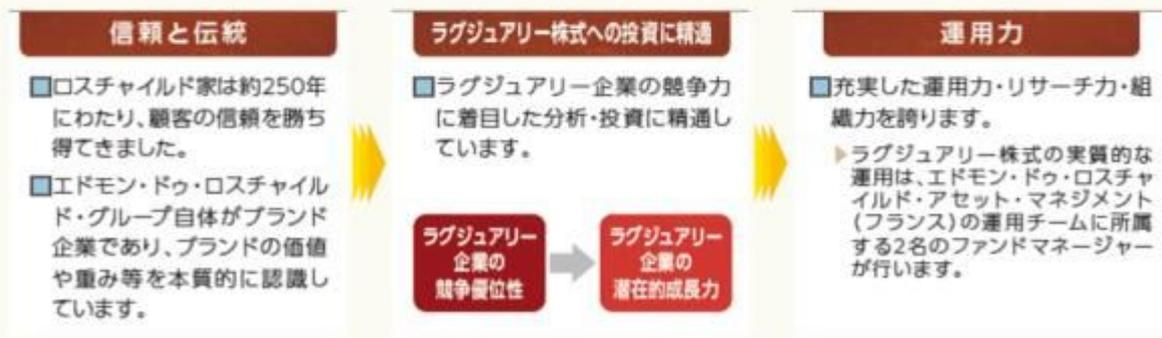 信頼と伝統
■ロスチャイルド家は約250年
にわたり、顧客の信頼を勝ち
得てきました。
■エドモン・ドゥ・ロスチャイル
ド・グループ自体がブランド
企業であり、ブランドの価値
や重み等を本質的に認識し
ています。
ラグジュアリー株式への投資に精通
■ラグジュアリー企業の競争力
に着目した分析・投資に精通し
ています。
ラグジュアリー
企業の
競争優位性
ラグジュアリー
企業の
潜在的成長力
運用力
■充実した運用力・リサーチ力・組
織力を誇ります。
▶ラグジュアリー株式の実質的な
運用は、エドモン・ドゥ・ロスチャ
イルド・アセット・マネジメント
(フランス)の運用チームに所属
する2名のファンドマネージャー
が行います。